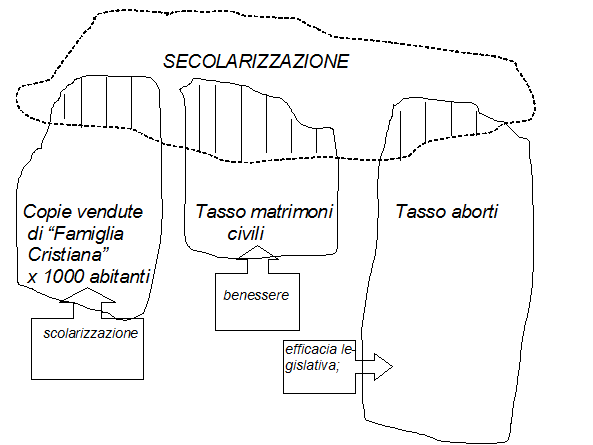 SECOLARIZZAZIONE
Copie vendute
di “Famiglia
Cristiana”
x 1000 abitanti
Tasso matrimoni
civili
Tasso aborti
scolarizzazione
benessere
efficacia le-
gislativa;